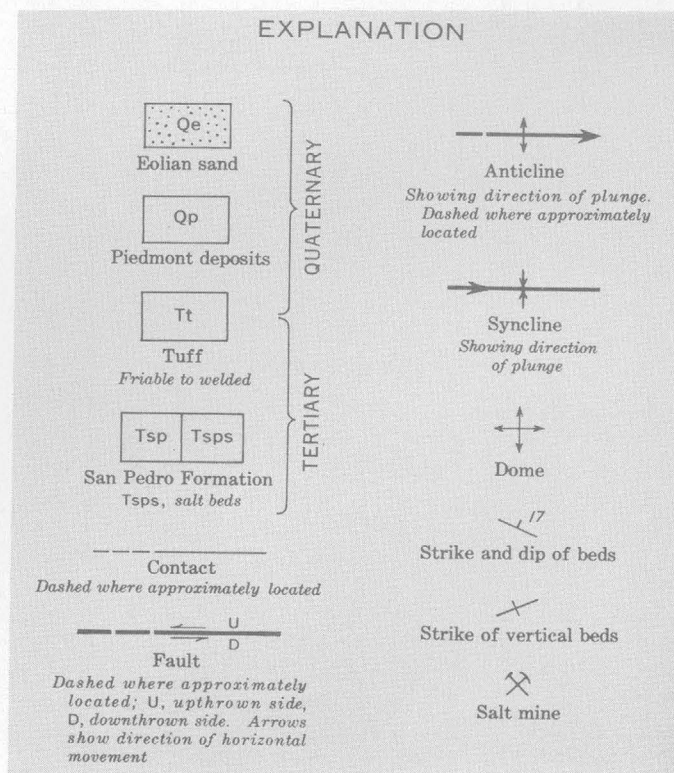 EXPLANATION
Qe
Eolian sand
Qp
Piedmont deposits
QUATERNARY
Tt
Tuff
Friable to welded
Tsp Tsps
San Pedro Formation
Tsps, salt beds
TERTIARY
Contact
Dashed where approximately located
U
D
Fault
Dashed where approximately
located; U, upthrown side,
D, downthrown side. Arrows
show direction of horizontal
movement
Anticline
Showing direction of plunge.
Dashed where approximately
located
Syncline
Showing direction
of plunge
Dome
17
Strike and dip of beds
Strike of vertical beds
Salt mine